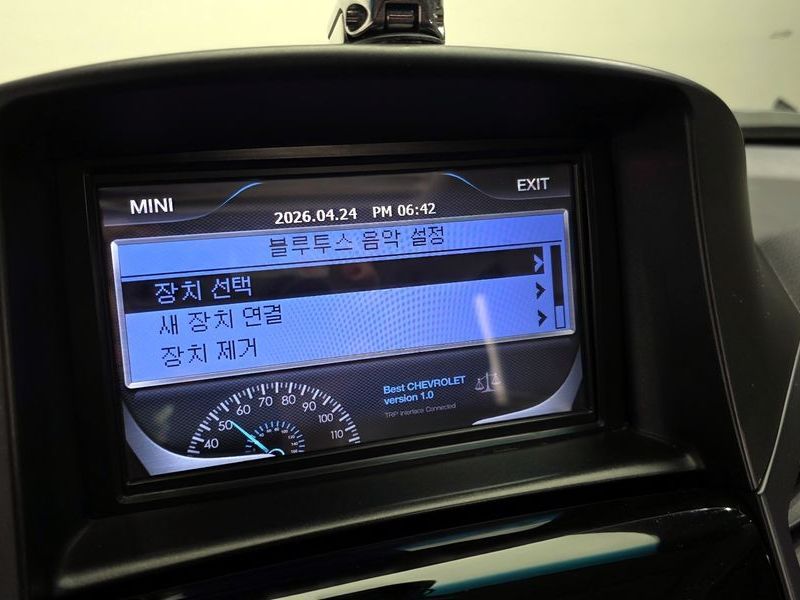 MINI
EXIT
2026.04.24 PM 06:42
블루투스 음악 설정
장치 선택
새 장치 연결
장치 제거
Best CHEVROLET
version 1.0
TRP Interface Connected
40 50 60 70 80 90 100 110